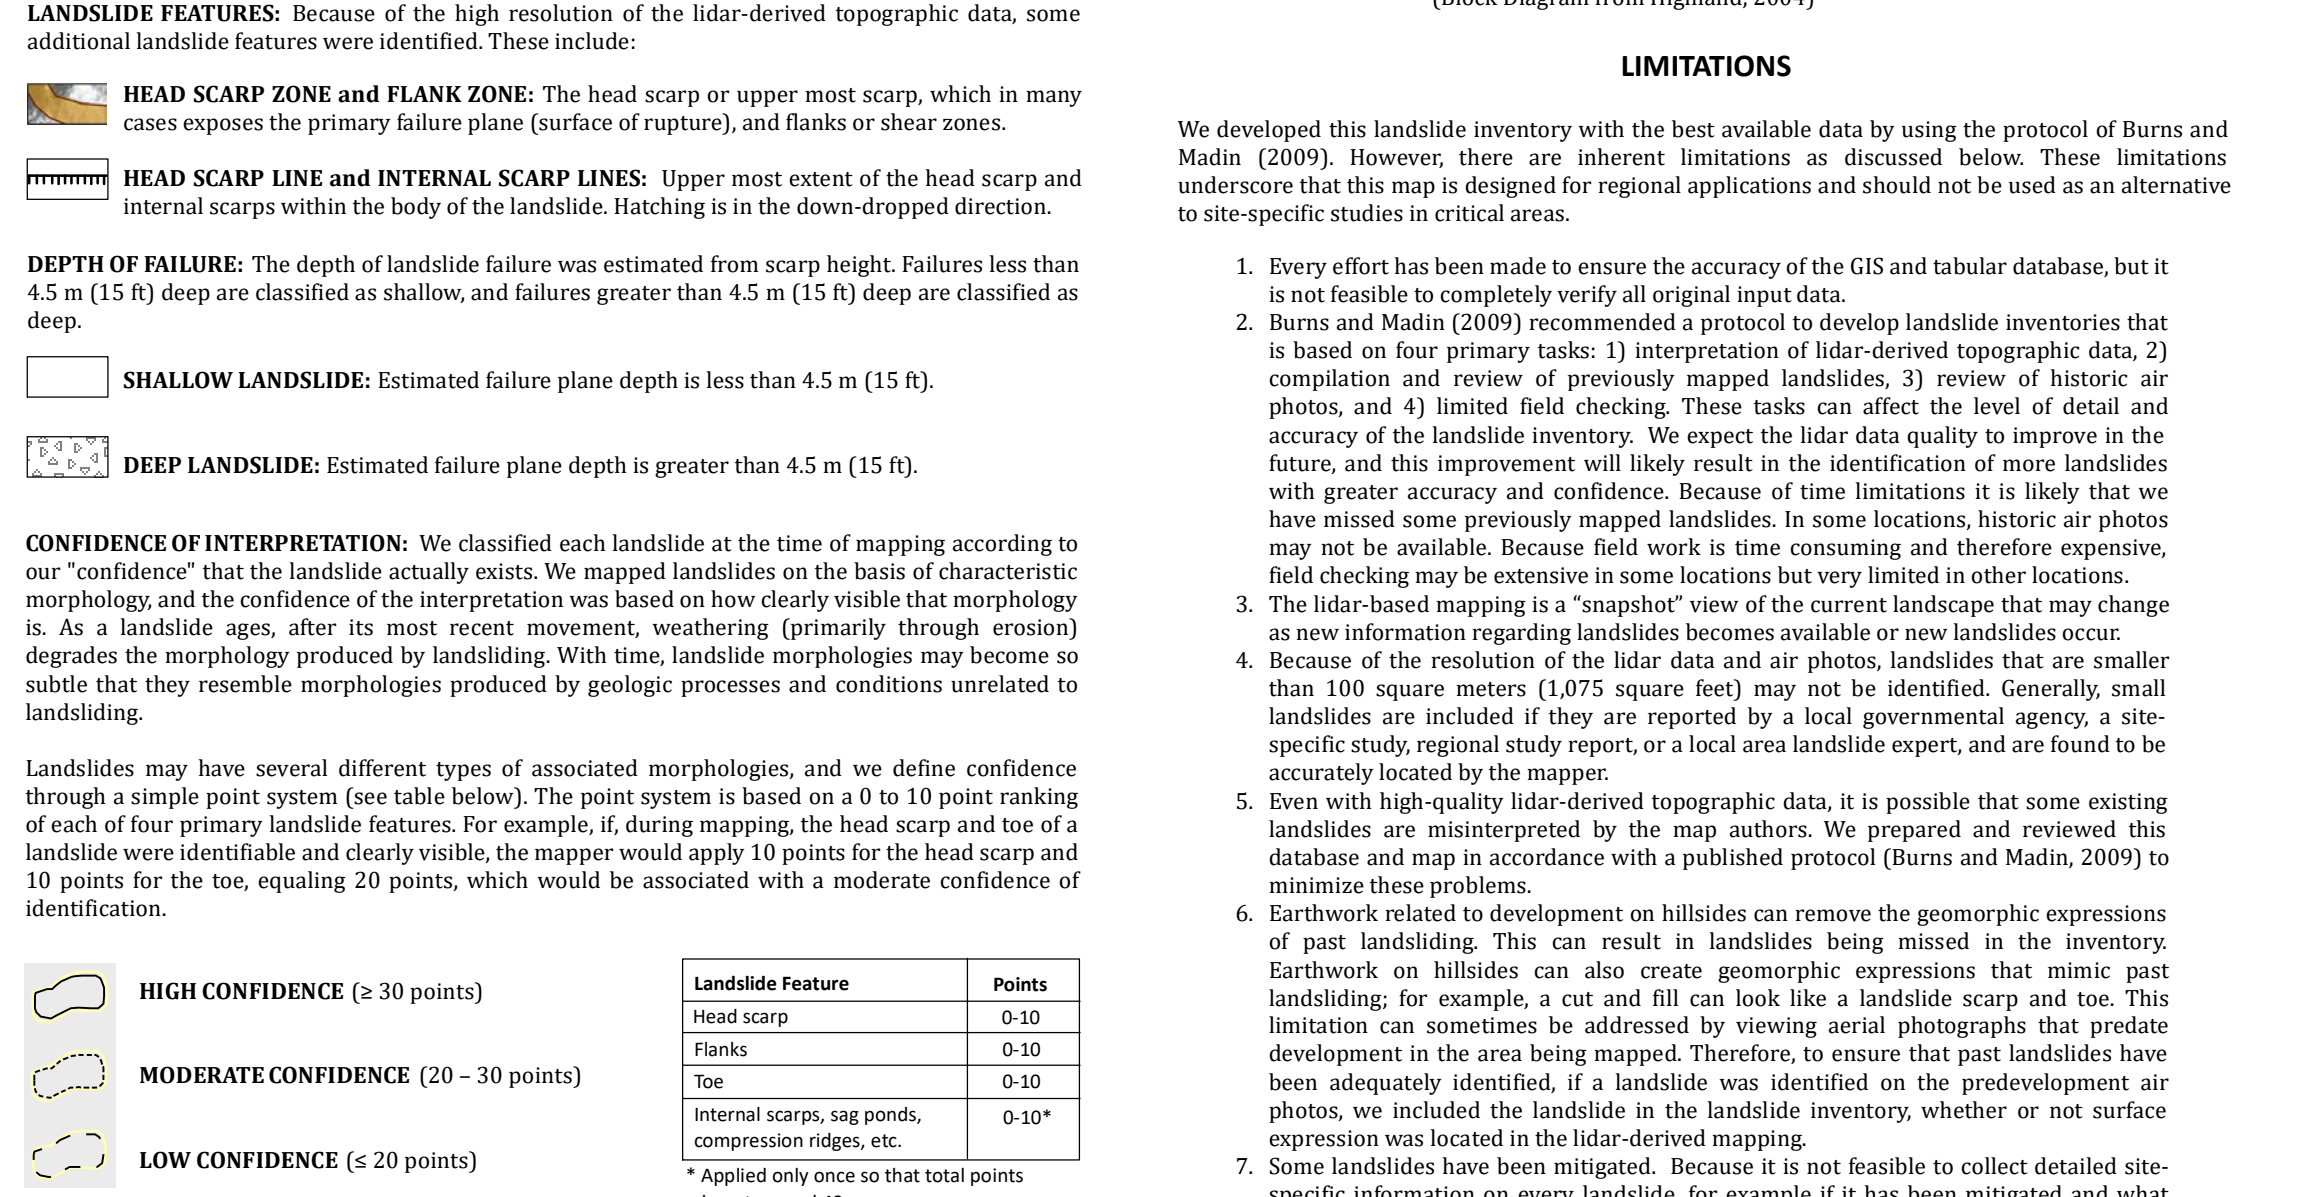 LANDSLIDE FEATURES: Because of the high resolution of the lidar-derived topographic data, some
additional landslide features were identified. These include:
HEAD SCARP ZONE and FLANK ZONE: The head scarp or upper most scarp, which in many
cases exposes the primary failure plane (surface of rupture), and flanks or shear zones.
HEAD SCARP LINE and INTERNAL SCARP LINES: Upper most extent of the head scarp and
internal scarps within the body of the landslide. Hatching is in the down-dropped direction.
DEPTH OF FAILURE: The depth of landslide failure was estimated from scarp height. Failures less than
4.5 m (15 ft) deep are classified as shallow, and failures greater than 4.5 m (15 ft) deep are classified as
deep.
SHALLOW LANDSLIDE: Estimated failure plane depth is less than 4.5 m (15 ft).
DEEP LANDSLIDE: Estimated failure plane depth is greater than 4.5 m (15 ft).
CONFIDENCE OF INTERPRETATION: We classified each landslide at the time of mapping according to
our "confidence" that the landslide actually exists. We mapped landslides on the basis of characteristic
morphology, and the confidence of the interpretation was based on how clearly visible that morphology
is. As a landslide ages, after its most recent movement, weathering (primarily through erosion)
degrades the morphology produced by landsliding. With time, landslide morphologies may become so
subtle that they resemble morphologies produced by geologic processes and conditions unrelated to
landsliding.
Landslides may have several different types of associated morphologies, and we define confidence
through a simple point system (see table below). The point system is based on a 0 to 10 point ranking
of each of four primary landslide features. For example, if, during mapping, the head scarp and toe of a
landslide were identifiable and clearly visible, the mapper would apply 10 points for the head scarp and
10 points for the toe, equaling 20 points, which would be associated with a moderate confidence of
identification.
HIGH CONFIDENCE (≥ 30 points)
MODERATE CONFIDENCE (20 – 30 points)
LOW CONFIDENCE (≤ 20 points)
Landslide Feature Points
Head scarp 0-10
Flanks 0-10
Toe 0-10
Internal scarps, sag ponds, 0-10*
compression ridges, etc.
* Applied only once so that total points
(Block Diagram from Highland, 2004)
LIMITATIONS
We developed this landslide inventory with the best available data by using the protocol of Burns and
Madin (2009). However, there are inherent limitations as discussed below. These limitations
underscore that this map is designed for regional applications and should not be used as an alternative
to site-specific studies in critical areas.
1. Every effort has been made to ensure the accuracy of the GIS and tabular database, but it
is not feasible to completely verify all original input data.
2. Burns and Madin (2009) recommended a protocol to develop landslide inventories that
is based on four primary tasks: 1) interpretation of lidar-derived topographic data, 2)
compilation and review of previously mapped landslides, 3) review of historic air
photos, and 4) limited field checking. These tasks can affect the level of detail and
accuracy of the landslide inventory. We expect the lidar data quality to improve in the
future, and this improvement will likely result in the identification of more landslides
with greater accuracy and confidence. Because of time limitations it is likely that we
have missed some previously mapped landslides. In some locations, historic air photos
may not be available. Because field work is time consuming and therefore expensive,
field checking may be extensive in some locations but very limited in other locations.
3. The lidar-based mapping is a “snapshot” view of the current landscape that may change
as new information regarding landslides becomes available or new landslides occur.
4. Because of the resolution of the lidar data and air photos, landslides that are smaller
than 100 square meters (1,075 square feet) may not be identified. Generally, small
landslides are included if they are reported by a local governmental agency, a site-
specific study, regional study report, or a local area landslide expert, and are found to be
accurately located by the mapper.
5. Even with high-quality lidar-derived topographic data, it is possible that some existing
landslides are misinterpreted by the map authors. We prepared and reviewed this
database and map in accordance with a published protocol (Burns and Madin, 2009) to
minimize these problems.
6. Earthwork related to development on hillsides can remove the geomorphic expressions
of past landsliding. This can result in landslides being missed in the inventory.
Earthwork on hillsides can also create geomorphic expressions that mimic past
landsliding; for example, a cut and fill can look like a landslide scarp and toe. This
limitation can sometimes be addressed by viewing aerial photographs that predate
development in the area being mapped. Therefore, to ensure that past landslides have
been adequately identified, if a landslide was identified on the predevelopment air
photos, we included the landslide in the landslide inventory, whether or not surface
expression was located in the lidar-derived mapping.
7. Some landslides have been mitigated. Because it is not feasible to collect detailed site-
specific information on every landslide, for example if it has been mitigated and what